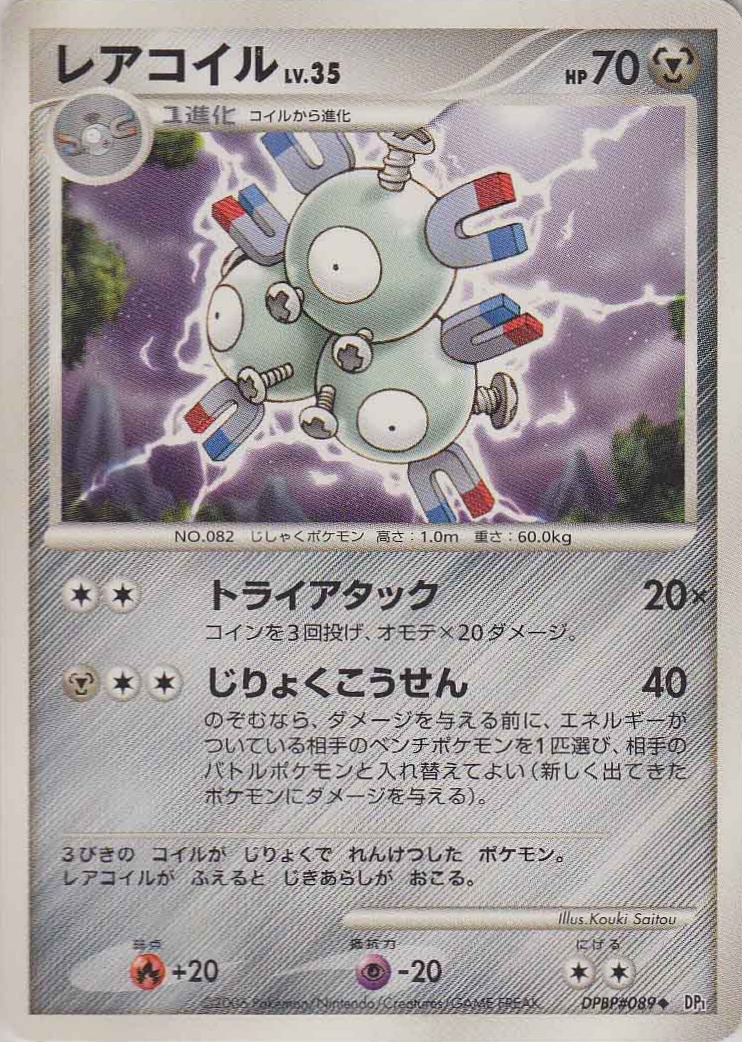 レアコイル LV.35 HP70
1進化 コイルから進化
NO.082 じしゃくポケモン 高さ：1.0m 重さ：60.0kg
トライアタック 20×
コインを3回投げ、オモテ×20ダメージ。
じりょくこうせん 40
のぞむなら、ダメージを与える前に、エネルギーが
ついている相手のベンチポケモンを1匹選び、相手の
バトルポケモンと入れ替えてよい（新しく出てきた
ポケモンにダメージを与える）。
3びきの コイルが じりょくで れんけつした ポケモン。
レアコイルが ふえると じきあらしが おこる。
Illus.Kouki Saitou
弱点 抵抗力 にげる
+20 -20
©2006 Pokémon/Nintendo/Creatures/GAME FREAK. DPBP#089 DP1